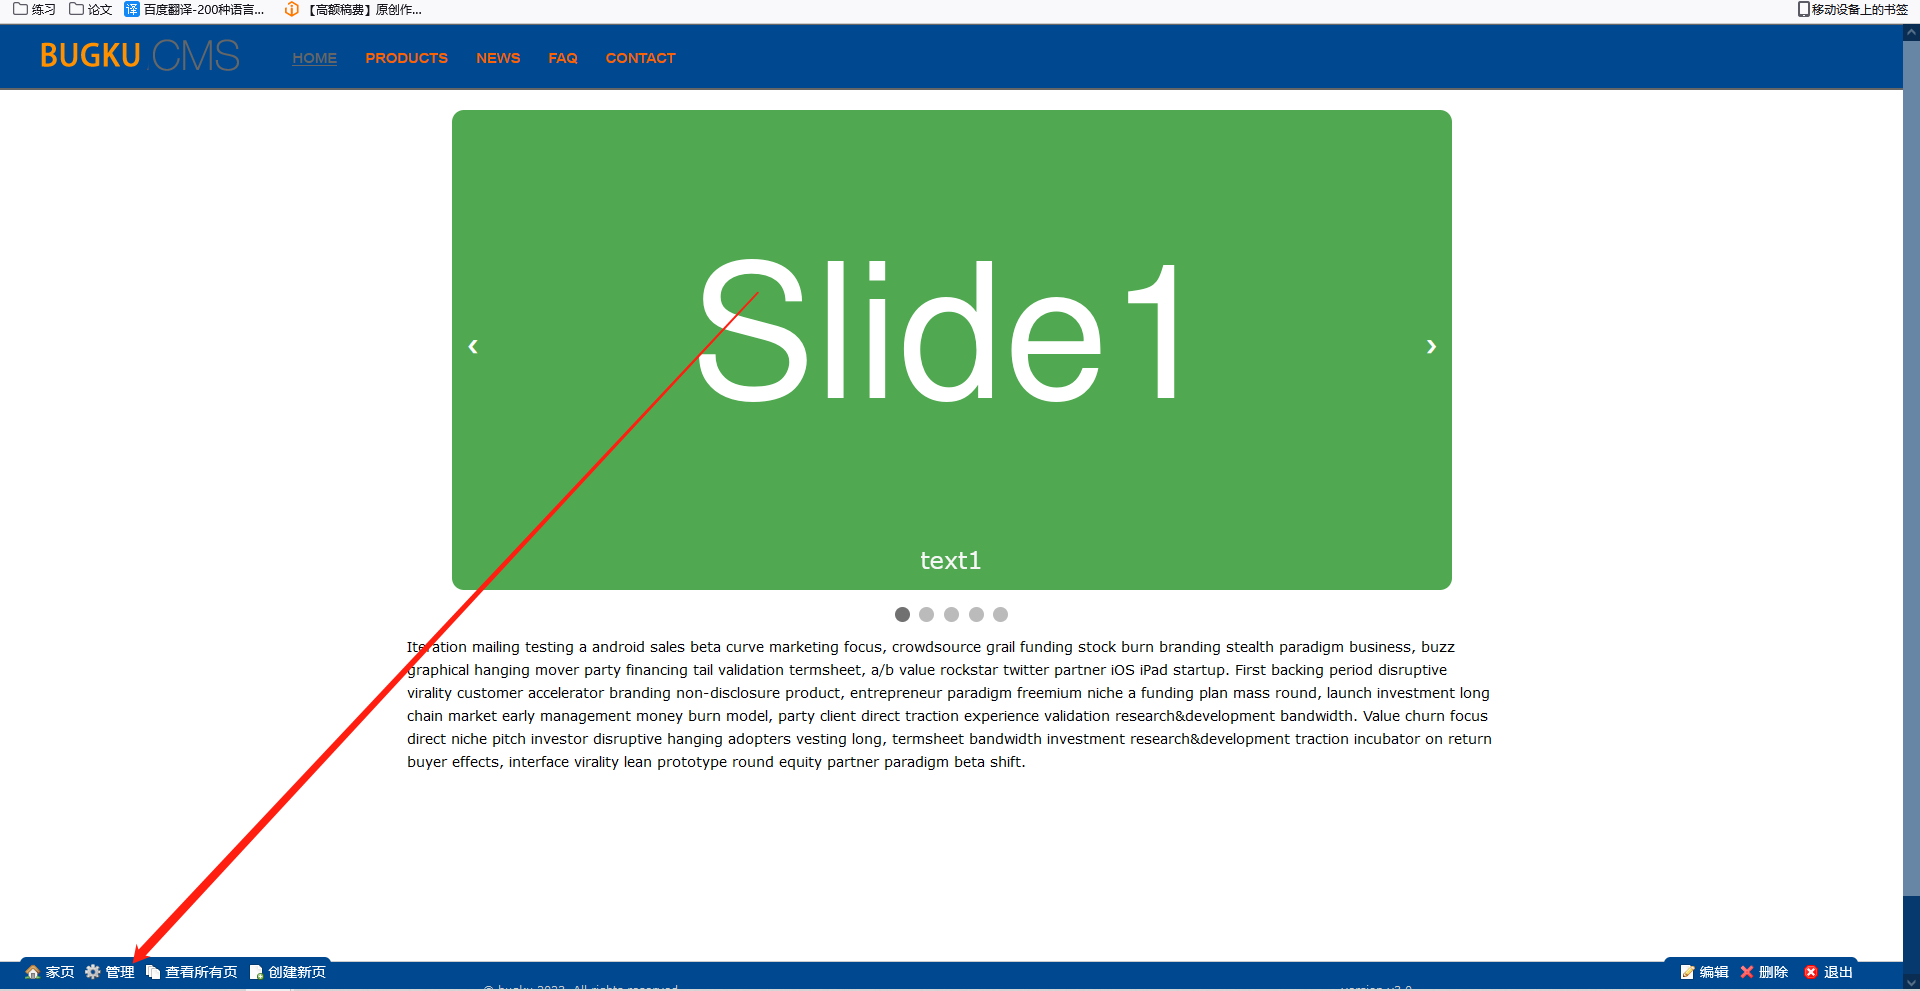 练习 论文 译 百度翻译-200种语言... 【高额稿费】原创作... 移动设备上的书签
BUGKU CMS HOME PRODUCTS NEWS FAQ CONTACT
‹ Slide1 ›
text1
Iteration mailing testing a android sales beta curve marketing focus, crowdsource grail funding stock burn branding stealth paradigm business, buzz
graphical hanging mover party financing tail validation termsheet, a/b value rockstar twitter partner iOS iPad startup. First backing period disruptive
virality customer accelerator branding non-disclosure product, entrepreneur paradigm freemium niche a funding plan mass round, launch investment long
chain market early management money burn model, party client direct traction experience validation research&development bandwidth. Value churn focus
direct niche pitch investor disruptive hanging adopters vesting long, termsheet bandwidth investment research&development traction incubator on return
buyer effects, interface virality lean prototype round equity partner paradigm beta shift.
家页 管理 查看所有页 创建新页 编辑 删除 退出